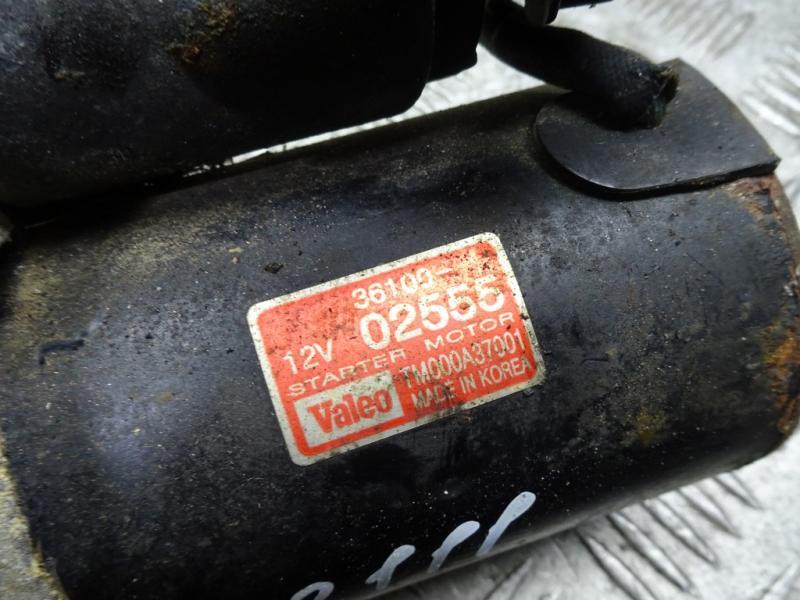 36100-
12V 02555
STARTER MOTOR
Valeo TM000A37001
MADE IN KOREA